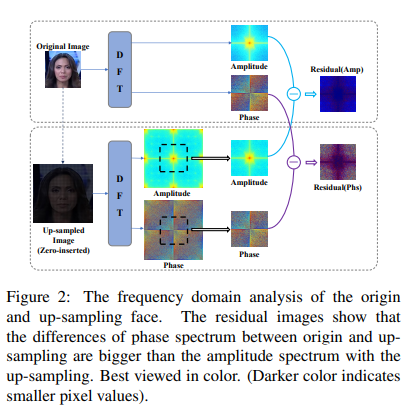 Original Image
D
F
T
Amplitude
Phase
Residual(Amp)
Up-sampled
Image
(Zero-inserted)
D
F
T
Amplitude
Phase
Amplitude
Phase
Residual(Phs)
Figure 2: The frequency domain analysis of the origin
and up-sampling face. The residual images show that
the differences of phase spectrum between origin and up-
sampling are bigger than the amplitude spectrum with the
up-sampling. Best viewed in color. (Darker color indicates
smaller pixel values).